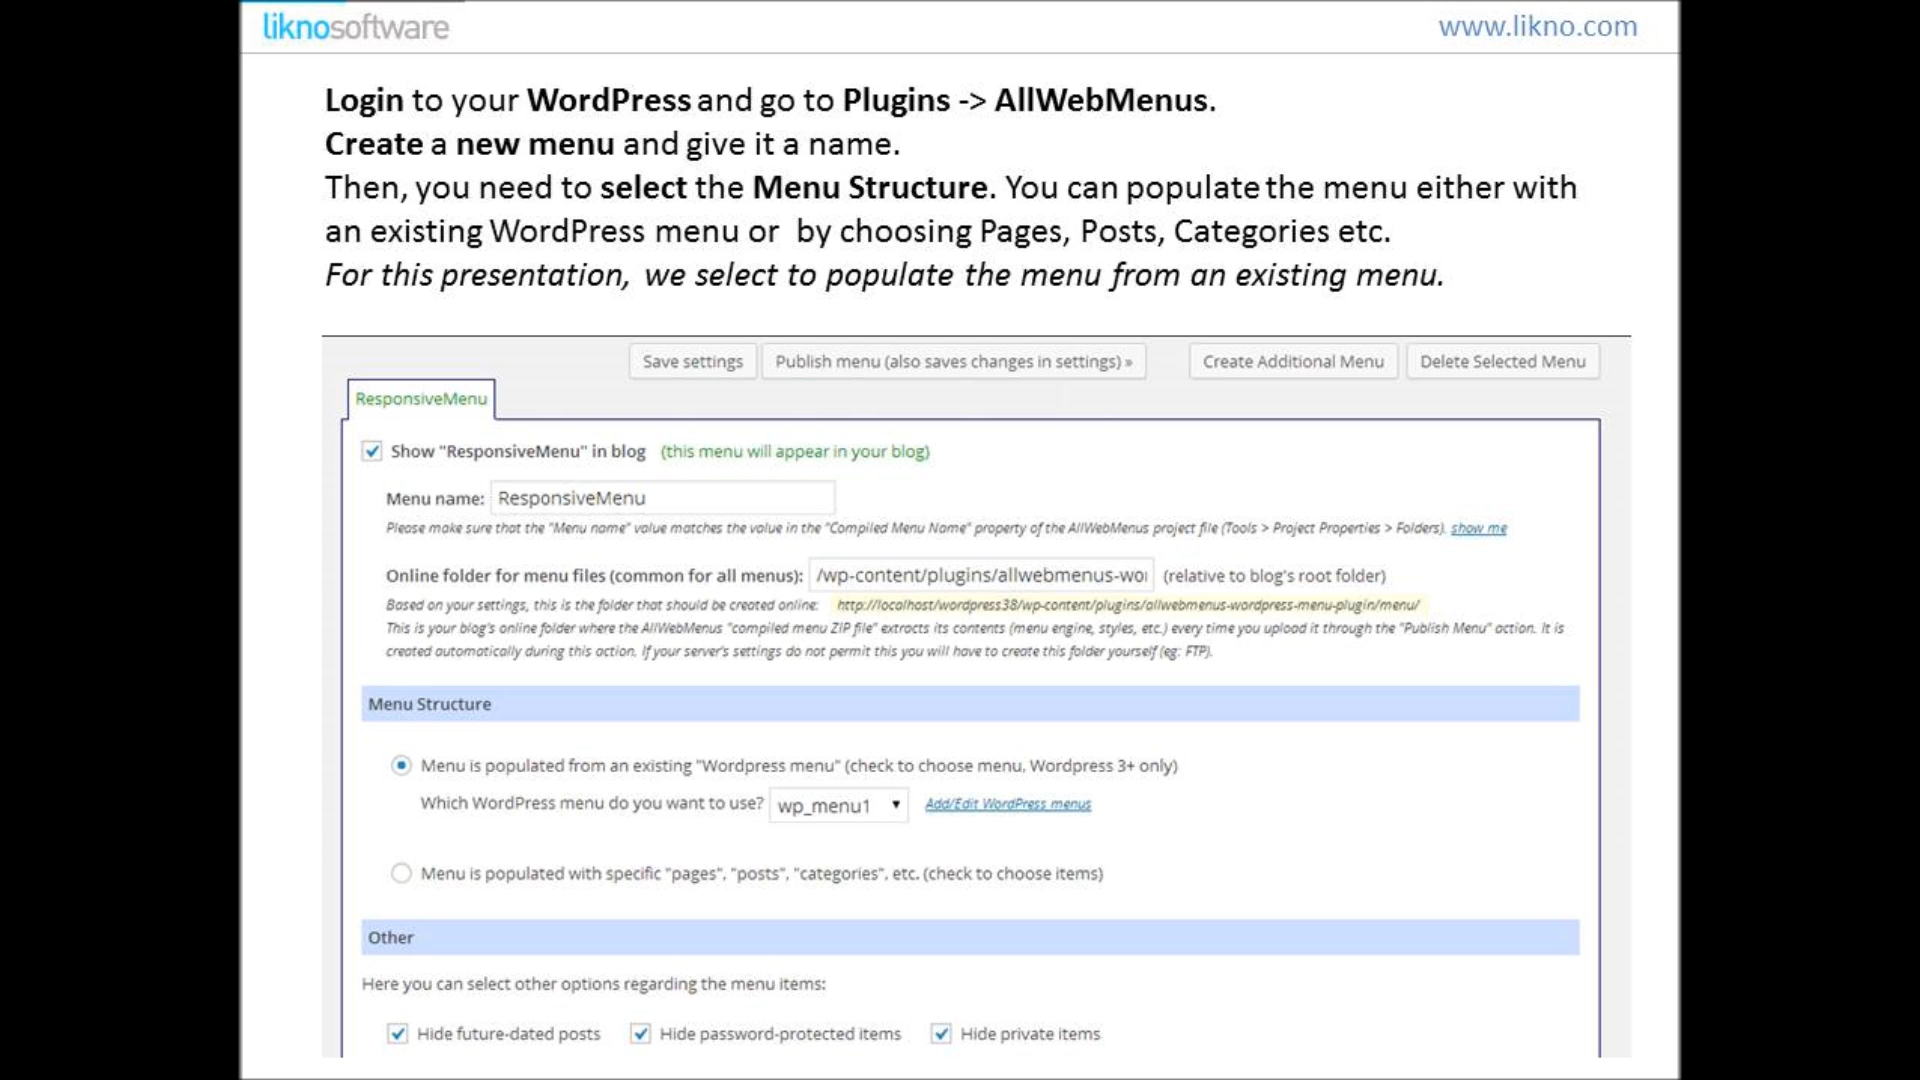 liknosoftware
www.likno.com
Login to your WordPress and go to Plugins -> AllWebMenus.
Create a new menu and give it a name.
Then, you need to select the Menu Structure. You can populate the menu either with
an existing WordPress menu or by choosing Pages, Posts, Categories etc.
For this presentation, we select to populate the menu from an existing menu.
Save settings
Publish menu (also saves changes in settings) »
Create Additional Menu
Delete Selected Menu
ResponsiveMenu
Show "ResponsiveMenu" in blog (this menu will appear in your blog)
Menu name: ResponsiveMenu
Please make sure that the "Menu name" value matches the value in the "Compiled Menu Name" property of the AllWebMenus project file (Tools > Project Properties > Folders). show me
Online folder for menu files (common for all menus): /wp-content/plugins/allwebmenus-wor (relative to blog's root folder)
Based on your settings, this is the folder that should be created online: http://localhost/wordpress38/wp-content/plugins/allwebmenus-wordpress-menu-plugin/menu/
This is your blog's online folder where the AllWebMenus "compiled menu ZIP file" extracts its contents (menu engine, styles, etc.) every time you upload it through the "Publish Menu" action. It is
created automatically during this action. If your server's settings do not permit this you will have to create this folder yourself (eg: FTP).
Menu Structure
Menu is populated from an existing "Wordpress menu" (check to choose menu, Wordpress 3+ only)
Which WordPress menu do you want to use? wp_menu1 Add/Edit WordPress menus
Menu is populated with specific "pages", "posts", "categories", etc. (check to choose items)
Other
Here you can select other options regarding the menu items:
Hide future-dated posts
Hide password-protected items
Hide private items